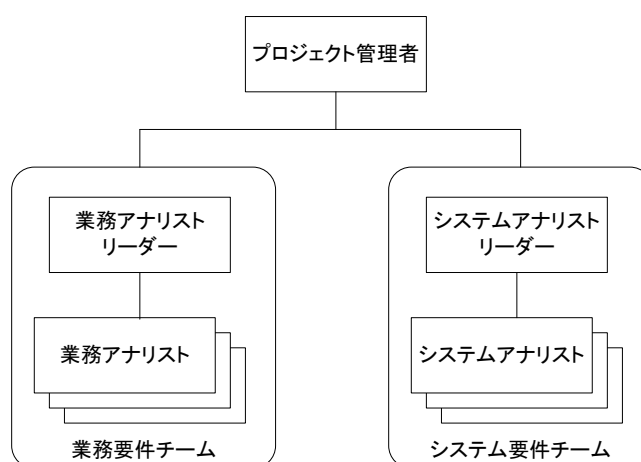 プロジェクト管理者
業務アナリスト
リーダー
業務アナリスト
業務要件チーム
システムアナリスト
リーダー
システムアナリスト
システム要件チーム